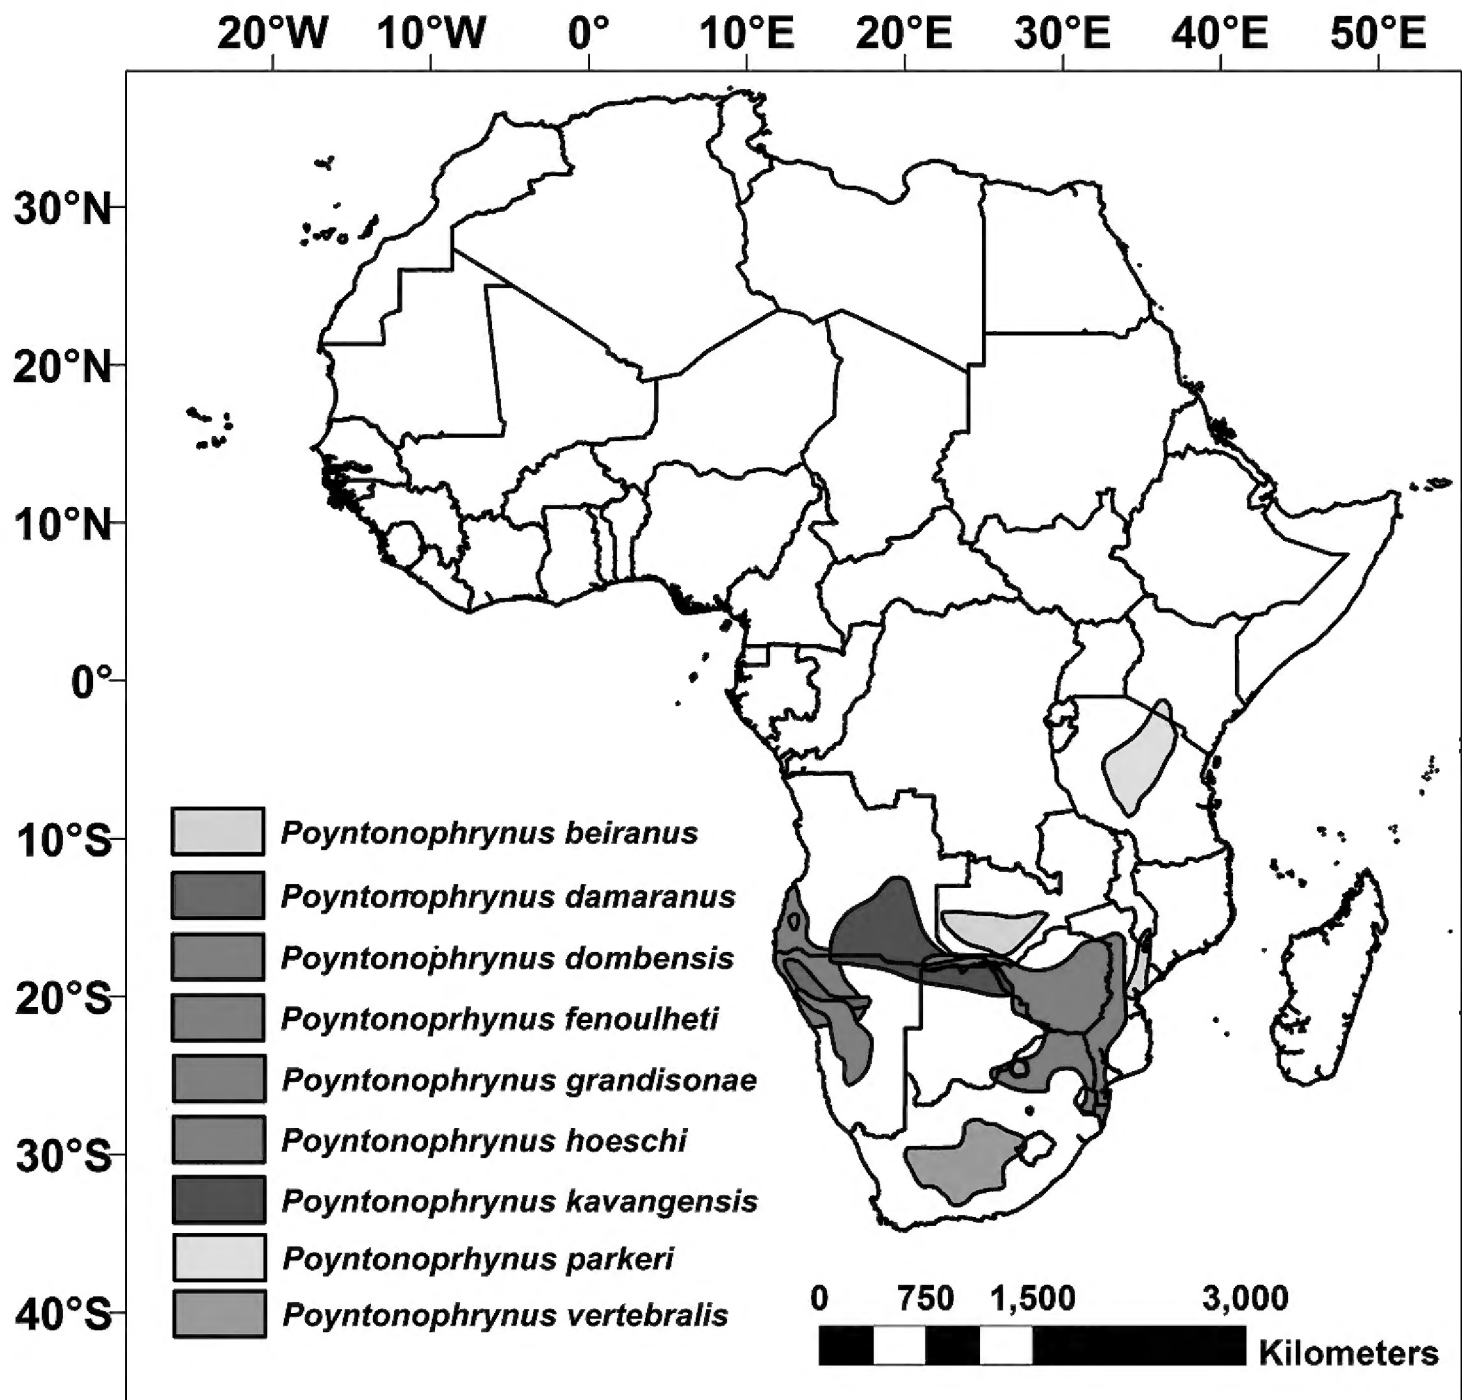 20°W 10°W 0° 10°E 20°E 30°E 40°E 50°E
30°N
20°N
10°N
0°
10°S
20°S
30°S
40°S
Poyntonophrynus beiranus
Poyntonophrynus damaranus
Poyntonophrynus dombensis
Poyntonoprhynus fenoulheti
Poyntonophrynus grandisonae
Poyntonophrynus hoeschi
Poyntonophrynus kavangensis
Poyntonoprhynus parkeri
Poyntonophrynus vertebralis
0 750 1,500 3,000
Kilometers